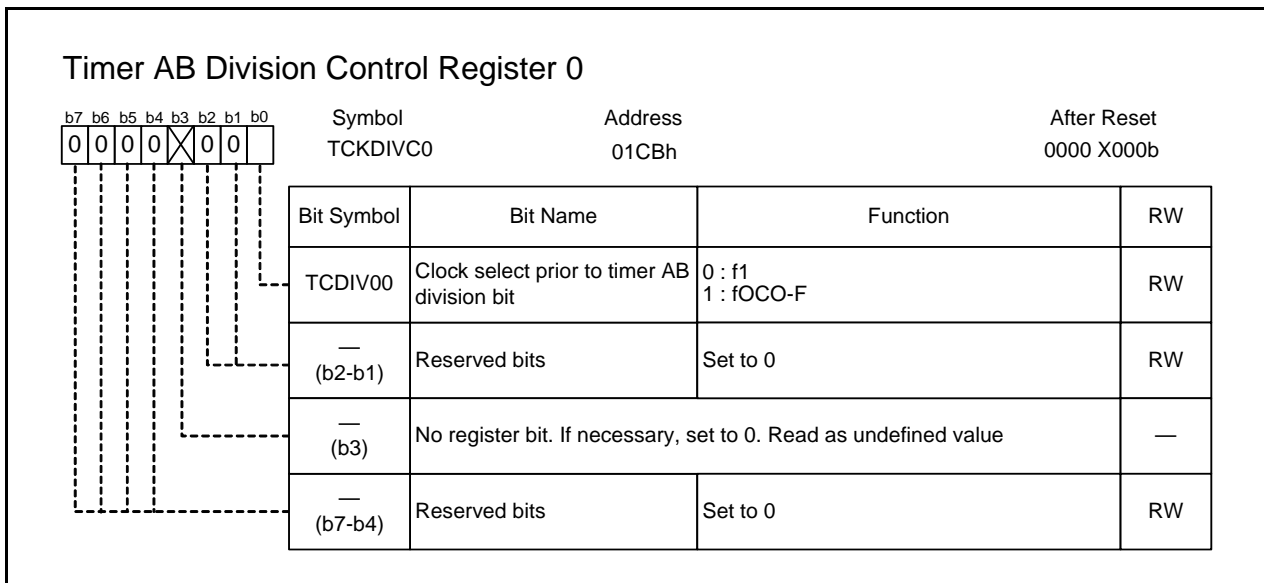 Timer AB Division Control Register 0
b7 b6 b5 b4 b3 b2 b1 b0
0 0 0 0 X 0 0
Symbol Address After Reset
TCKDIVC0 01CBh 0000 X000b
Bit Symbol Bit Name Function RW
TCDIV00 Clock select prior to timer AB division bit 0 : f1 RW
1 : fOCO-F
— (b2-b1) Reserved bits Set to 0 RW
— (b3) No register bit. If necessary, set to 0. Read as undefined value —
— (b7-b4) Reserved bits Set to 0 RW